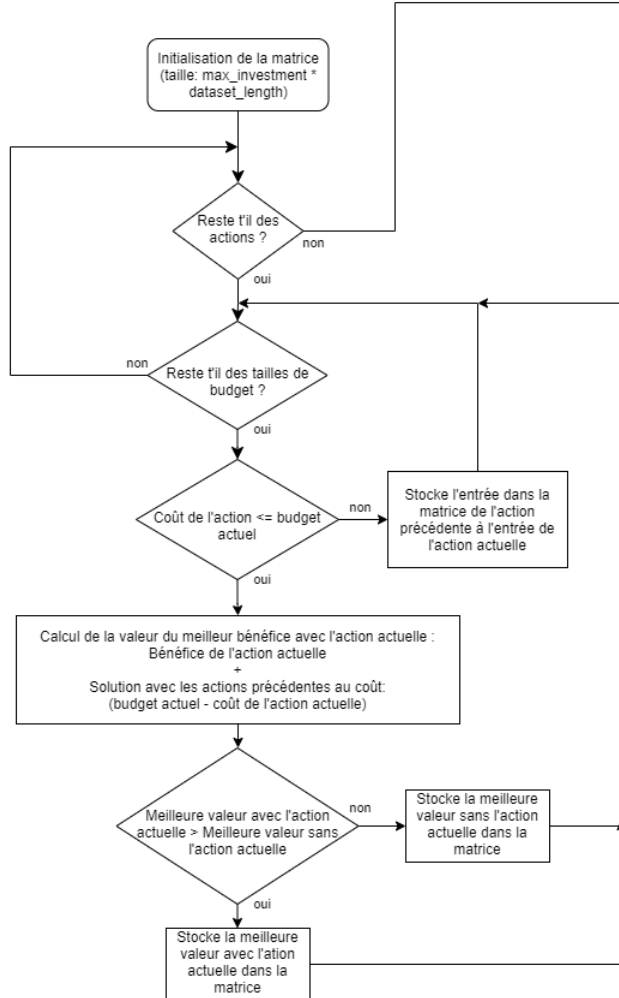 Initialisation de la matrice
(taille: max_investment *
dataset_length)
Reste t'il des
actions ?
non
oui
non
Reste t'il des tailles de
budget ?
oui
Coût de l'action <= budget
actuel
non
Stocke l'entrée dans la
matrice de l'action
précédente à l'entrée de
l'action actuelle
oui
Calcul de la valeur du meilleur bénéfice avec l'action actuelle :
Bénéfice de l'action actuelle
+
Solution avec les actions précédentes au coût:
(budget actuel - coût de l'action actuelle)
Meilleure valeur avec l'action
actuelle > Meilleure valeur sans
l'action actuelle
non
Stocke la meilleure
valeur sans l'action
actuelle dans la
matrice
oui
Stocke la meilleure
valeur avec l'ation
actuelle dans la
matrice